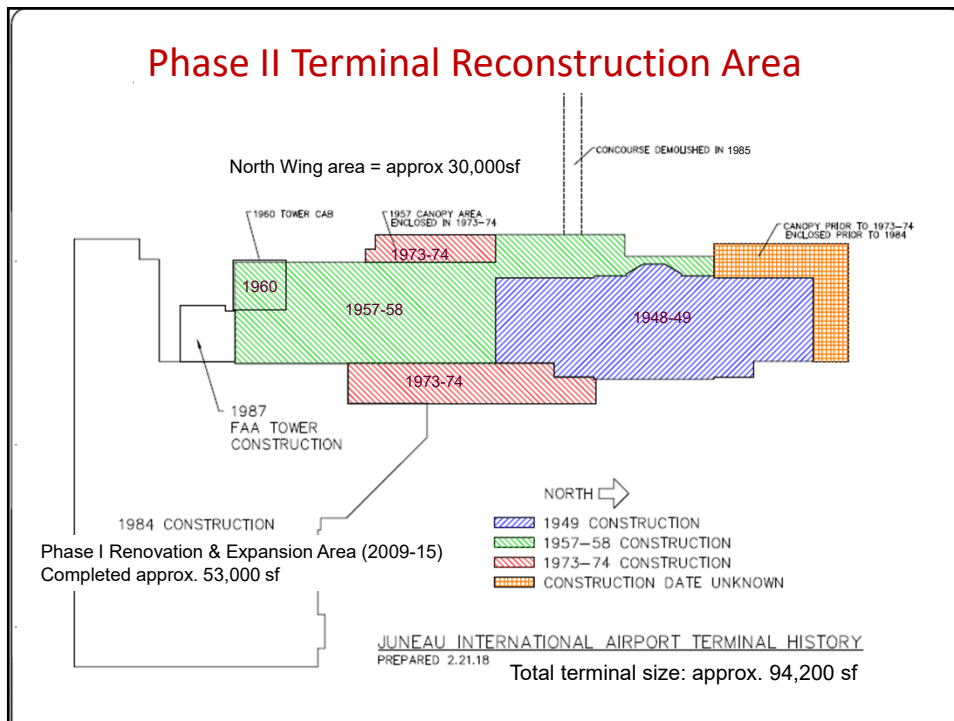 Phase II Terminal Reconstruction Area
CONCOURSE DEMOLISHED IN 1985
North Wing area = approx 30,000sf
1960 TOWER CAB
1957 CANOPY AREA
ENCLOSED IN 1973-74
CANOPY PRIOR TO 1973-74
ENCLOSED PRIOR TO 1984
1973-74
1960
1957-58
1948-49
1973-74
1987
FAA TOWER
CONSTRUCTION
NORTH
1984 CONSTRUCTION
1949 CONSTRUCTION
Phase I Renovation & Expansion Area (2009-15)
Completed approx. 53,000 sf
1957-58 CONSTRUCTION
1973-74 CONSTRUCTION
CONSTRUCTION DATE UNKNOWN
JUNEAU INTERNATIONAL AIRPORT TERMINAL HISTORY
PREPARED 2.21.18
Total terminal size: approx. 94,200 sf